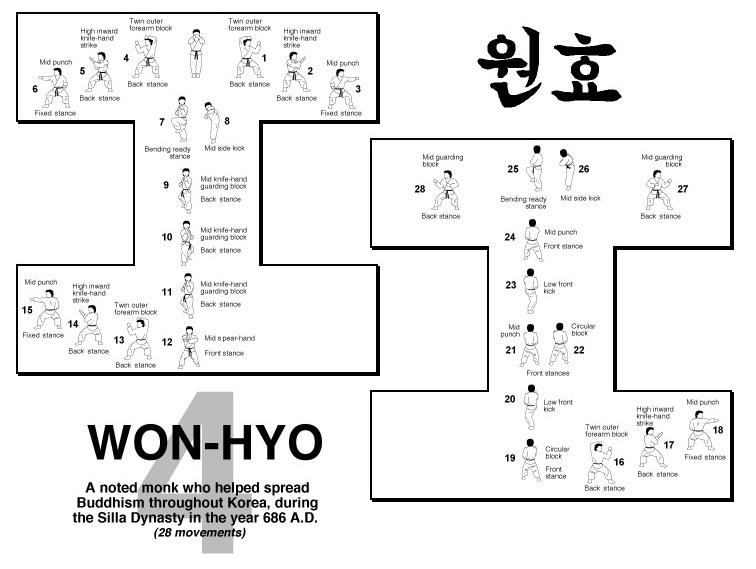 Twin outer
forearm block
4
High inward
knife-hand
strike
5
Back stance
Mid punch
6
Back stance
Fixed stance
Twin outer
forearm block
1
High inward
knife-hand
strike
2
Back stance
Mid punch
3
Back stance
Fixed stance
7
8
Bending ready
stance
Mid side kick
9
Mid knife-hand
guarding block
Back stance
10
Mid knife-hand
guarding block
Back stance
11
Mid knife-hand
guarding block
Back stance
12
Mid spear-hand
Front stance
Mid punch
15
Fixed stance
High inward
knife-hand
strike
14
Back stance
Twin outer
forearm block
13
Back stance
원효
Mid guarding
block
28
Back stance
25
26
Bending ready
stance
Mid side kick
Mid guarding
block
27
Back stance
24
Mid punch
Front stance
23
Low front
kick
Mid
punch
21
Circular
block
22
Front stances
20
Low front
kick
19
Circular
block
Front
stance
Twin outer
forearm block
16
Back stance
High inward
knife-hand
strike
17
Back stance
Mid punch
18
Fixed stance
4
WON-HYO
A noted monk who helped spread
Buddhism throughout Korea, during
the Silla Dynasty in the year 686 A.D.
(28 movements)